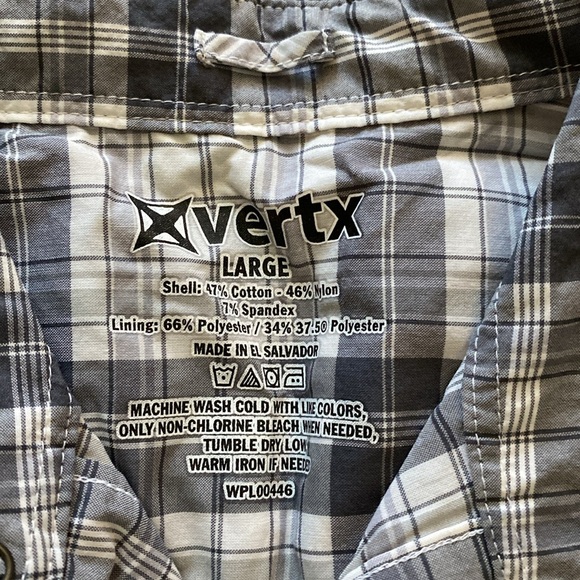 vertx
LARGE
Shell: 47% Cotton - 46% Nylon
7% Spandex
Lining: 66% Polyester / 34% 37.5® Polyester
MADE IN EL SALVADOR
MACHINE WASH COLD WITH LIKE COLORS,
ONLY NON-CHLORINE BLEACH WHEN NEEDED,
TUMBLE DRY LOW
WARM IRON IF NEEDED
WPL00446